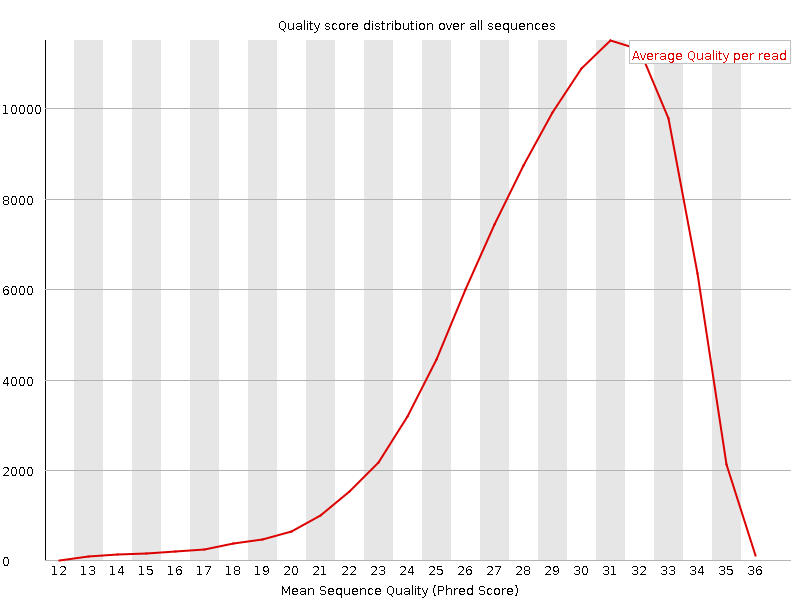 Quality score distribution over all sequences
Average Quality per read
10000
8000
6000
4000
2000
0
12 13 14 15 16 17 18 19 20 21 22 23 24 25 26 27 28 29 30 31 32 33 34 35 36
Mean Sequence Quality (Phred Score)